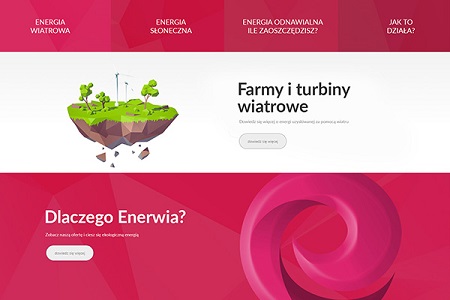 ENERGIA
WIATROWA
ENERGIA
SŁONECZNA
ENERGIA ODNAWIALNA
ILE ZAOSZCZĘDZISZ?
JAK TO
DZIAŁA?
Farmy i turbiny
wiatrowe
Dowiedz się więcej o energii uzyskiwanej za pomocą wiatru
dowiedz się więcej
Dlaczego Enerwia?
Zobacz naszą ofertę i ciesz się ekologiczną energią
dowiedz się więcej